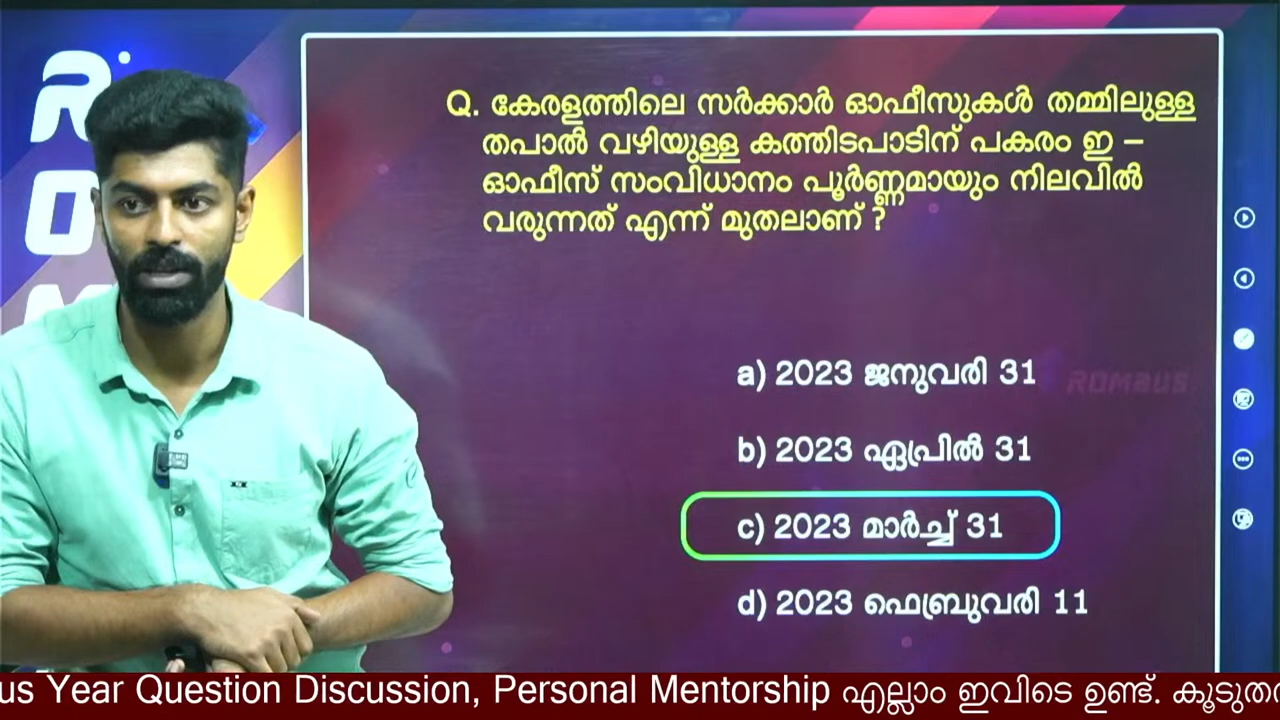 R
O
M
Q. കേരളത്തിലെ സർക്കാർ ഓഫീസുകൾ തമ്മിലുള്ള
തപാൽ വഴിയുള്ള കത്തിടപാടിന് പകരം ഇ –
ഓഫീസ് സംവിധാനം പൂർണ്ണമായും നിലവിൽ
വരുന്നത് എന്ന് മുതലാണ് ?
a) 2023 ജനുവരി 31
ROMBUS
b) 2023 ഏപ്രിൽ 31
c) 2023 മാർച്ച് 31
d) 2023 ഫെബ്രുവരി 11
us Year Question Discussion, Personal Mentorship എല്ലാം ഇവിടെ ഉണ്ട്. കൂടുത